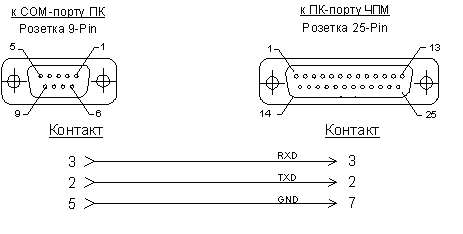 к COM-порту ПК
Розетка 9-Pin
к ПК-порту ЧПМ
Розетка 25-Pin
5
1
9
6
1
13
14
25
Контакт
Контакт
3 RXD 3
2 TXD 2
5 GND 7